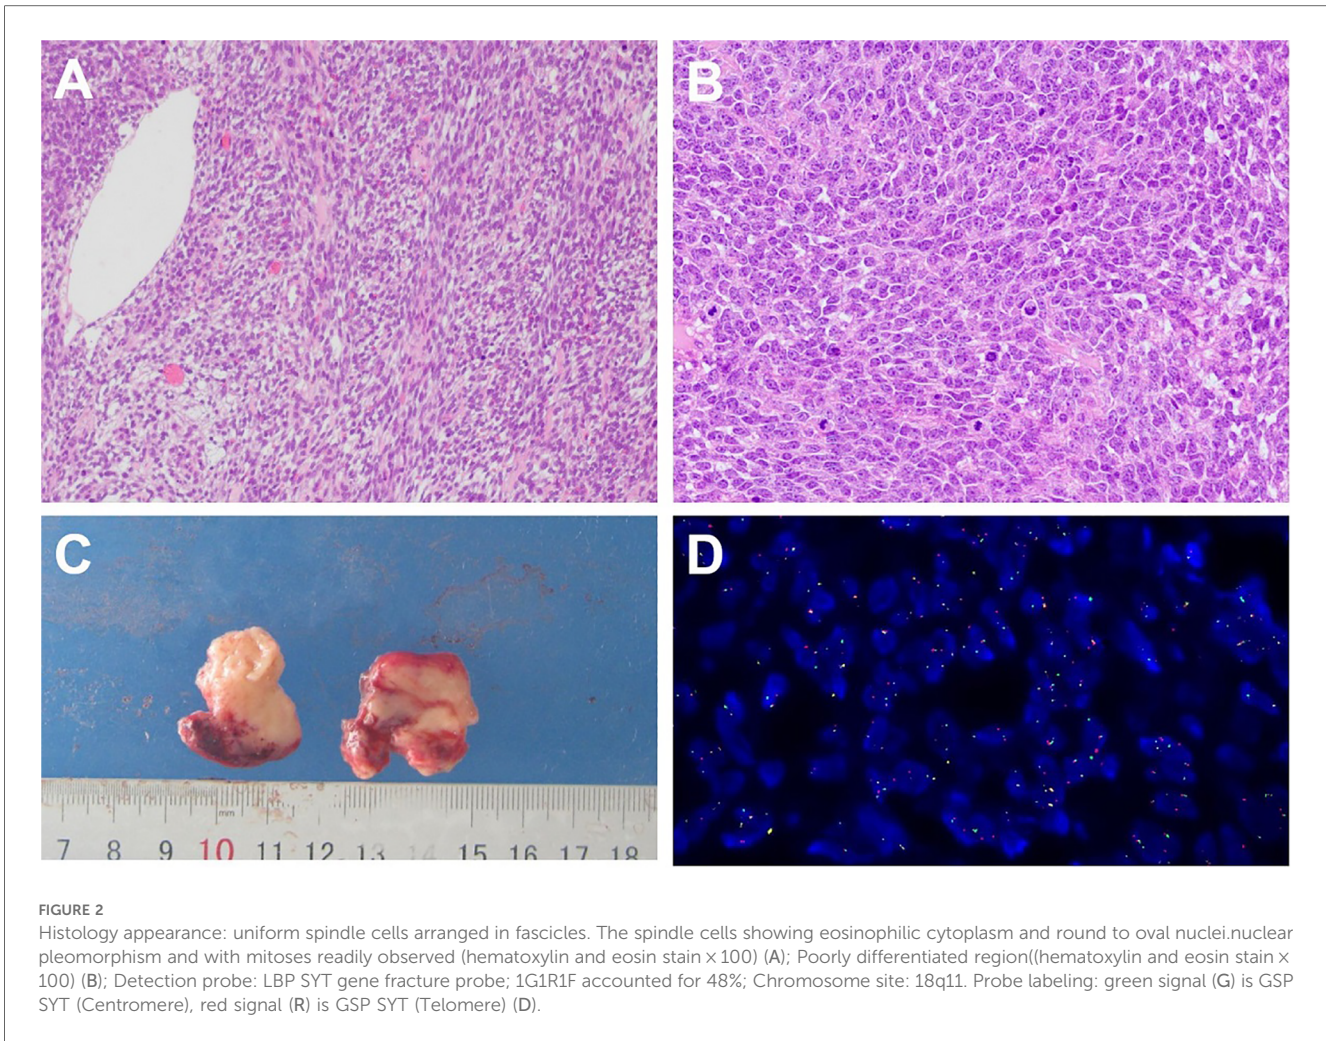 A
B
C
D
mm
7 8 9 10 11 12 13 14 15 16 17 18
FIGURE 2
Histology appearance: uniform spindle cells arranged in fascicles. The spindle cells showing eosinophilic cytoplasm and round to oval nuclei.nuclear
pleomorphism and with mitoses readily observed (hematoxylin and eosin stain × 100) (A); Poorly differentiated region((hematoxylin and eosin stain ×
100) (B); Detection probe: LBP SYT gene fracture probe; 1G1R1F accounted for 48%; Chromosome site: 18q11. Probe labeling: green signal (G) is GSP
SYT (Centromere), red signal (R) is GSP SYT (Telomere) (D).